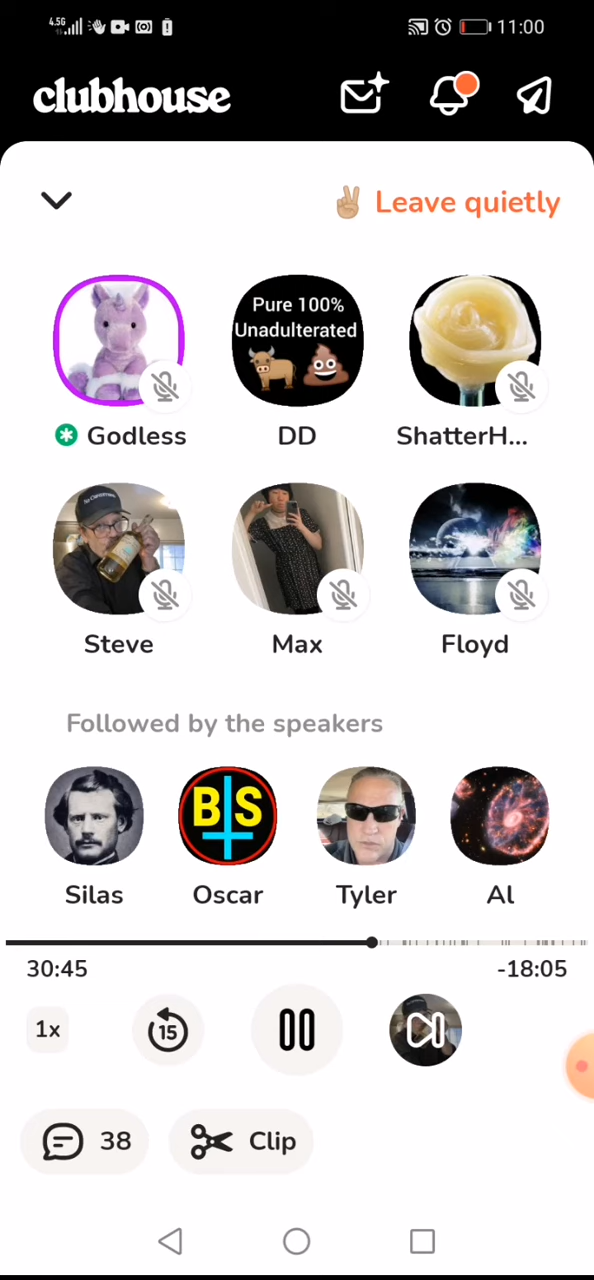 4.5G 11:00
clubhouse
Leave quietly
Pure 100%
Unadulterated
Godless DD ShatterH...
Steve Max Floyd
Followed by the speakers
B S
Silas Oscar Tyler Al
30:45 -18:05
1x 15
38 Clip